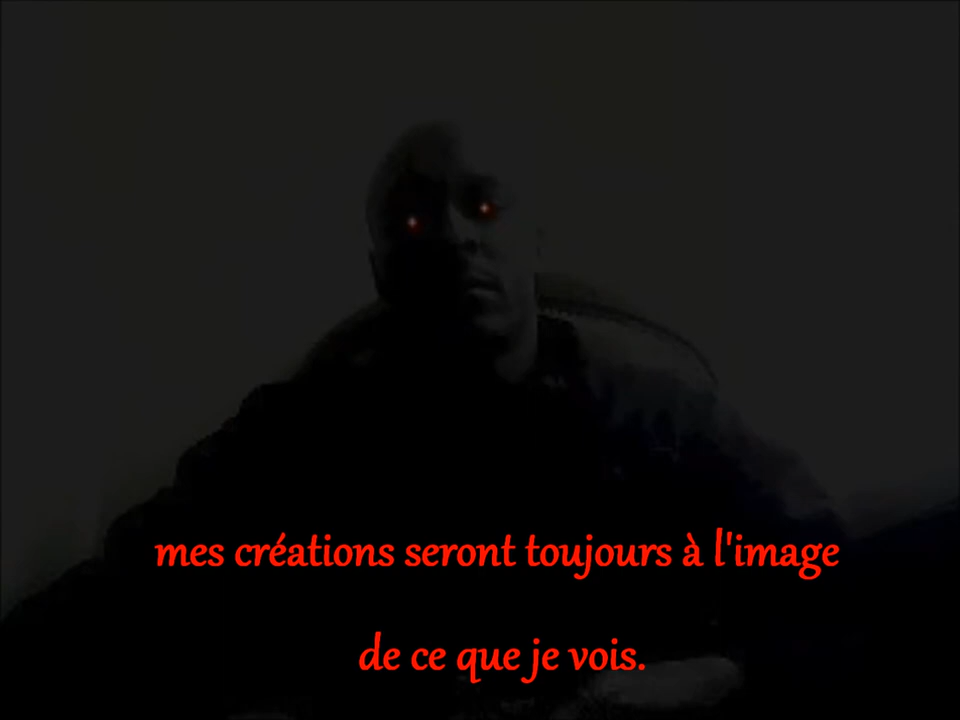 mes créations seront toujours à l'image
de ce que je vois.